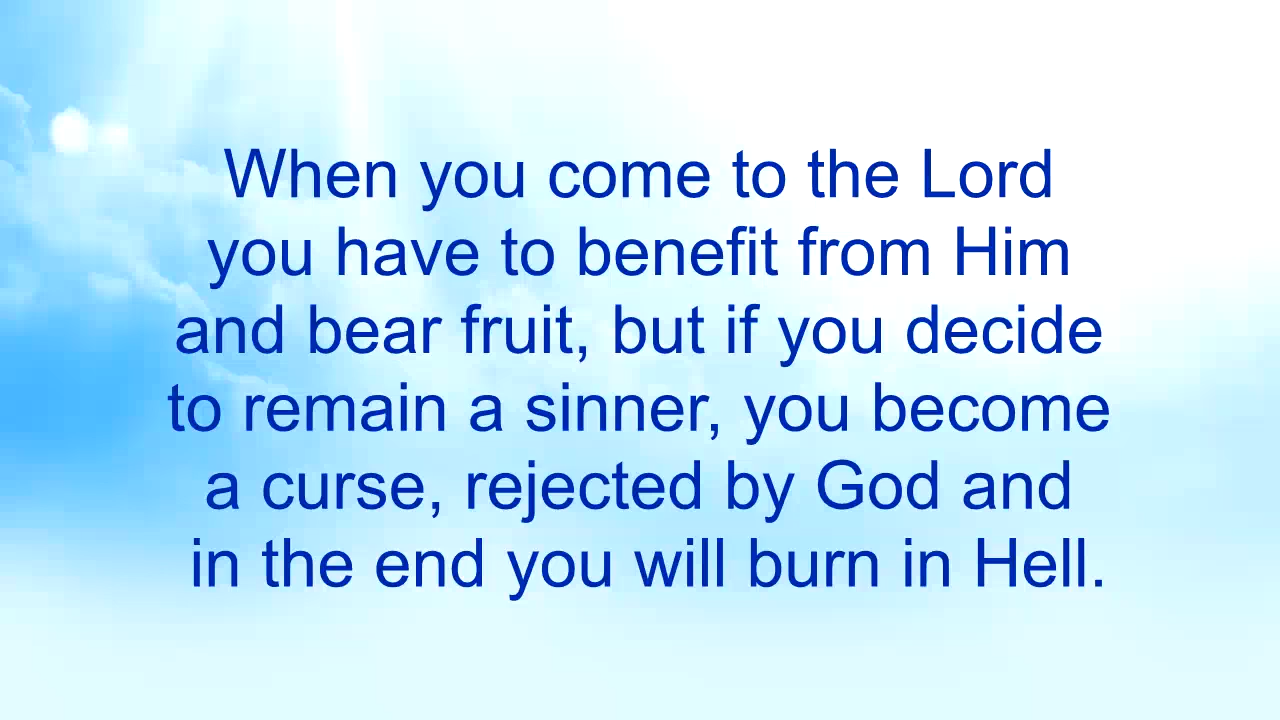 When you come to the Lord
you have to benefit from Him
and bear fruit, but if you decide
to remain a sinner, you become
a curse, rejected by God and
in the end you will burn in Hell.